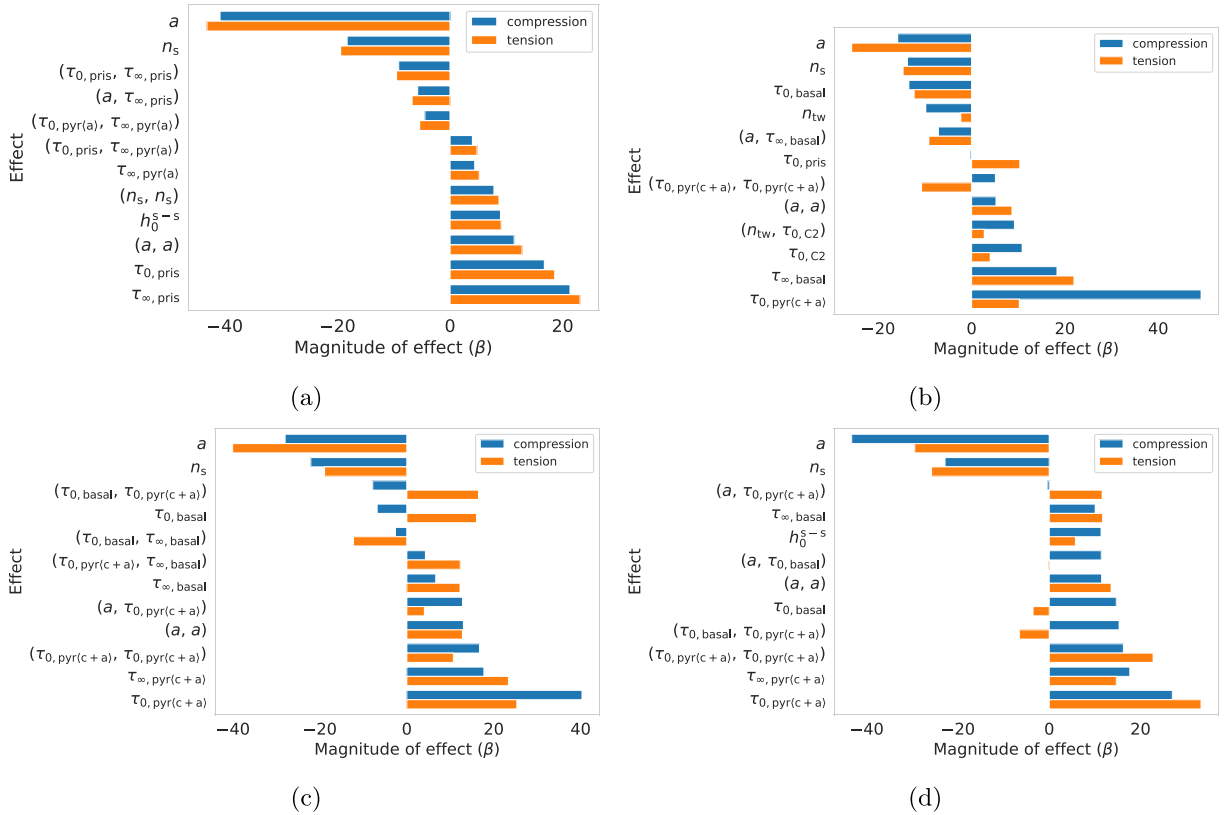 a
n_s
(τ_0, pris, τ_∞, pris)
(a, τ_∞, pris)
(τ_0, pyr⟨a⟩, τ_∞, pyr⟨a⟩)
(τ_0, pris, τ_∞, pyr⟨a⟩)
τ_∞, pyr⟨a⟩
(n_s, n_s)
h_0^s−s
(a, a)
τ_0, pris
τ_∞, pris
Effect
compression
tension
−40 −20 0 20
Magnitude of effect (β)
(a)
a
n_s
τ_0, basal
n_tw
(a, τ_∞, basal)
τ_0, pris
(τ_0, pyr⟨c+a⟩, τ_0, pyr⟨c+a⟩)
(a, a)
(n_tw, τ_0, C2)
τ_0, C2
τ_∞, basal
τ_0, pyr⟨c+a⟩
Effect
compression
tension
−20 0 20 40
Magnitude of effect (β)
(b)
a
n_s
(τ_0, basal, τ_0, pyr⟨c+a⟩)
τ_0, basal
(τ_0, basal, τ_∞, basal)
(τ_0, pyr⟨c+a⟩, τ_∞, basal)
τ_∞, basal
(a, τ_0, pyr⟨c+a⟩)
(a, a)
(τ_0, pyr⟨c+a⟩, τ_0, pyr⟨c+a⟩)
τ_∞, pyr⟨c+a⟩
τ_0, pyr⟨c+a⟩
Effect
compression
tension
−40 −20 0 20 40
Magnitude of effect (β)
(c)
a
n_s
(a, τ_0, pyr⟨c+a⟩)
τ_∞, basal
h_0^s−s
(a, τ_0, basal)
(a, a)
τ_0, basal
(τ_0, basal, τ_0, pyr⟨c+a⟩)
(τ_0, pyr⟨c+a⟩, τ_0, pyr⟨c+a⟩)
τ_∞, pyr⟨c+a⟩
τ_0, pyr⟨c+a⟩
Effect
compression
tension
−40 −20 0 20
Magnitude of effect (β)
(d)